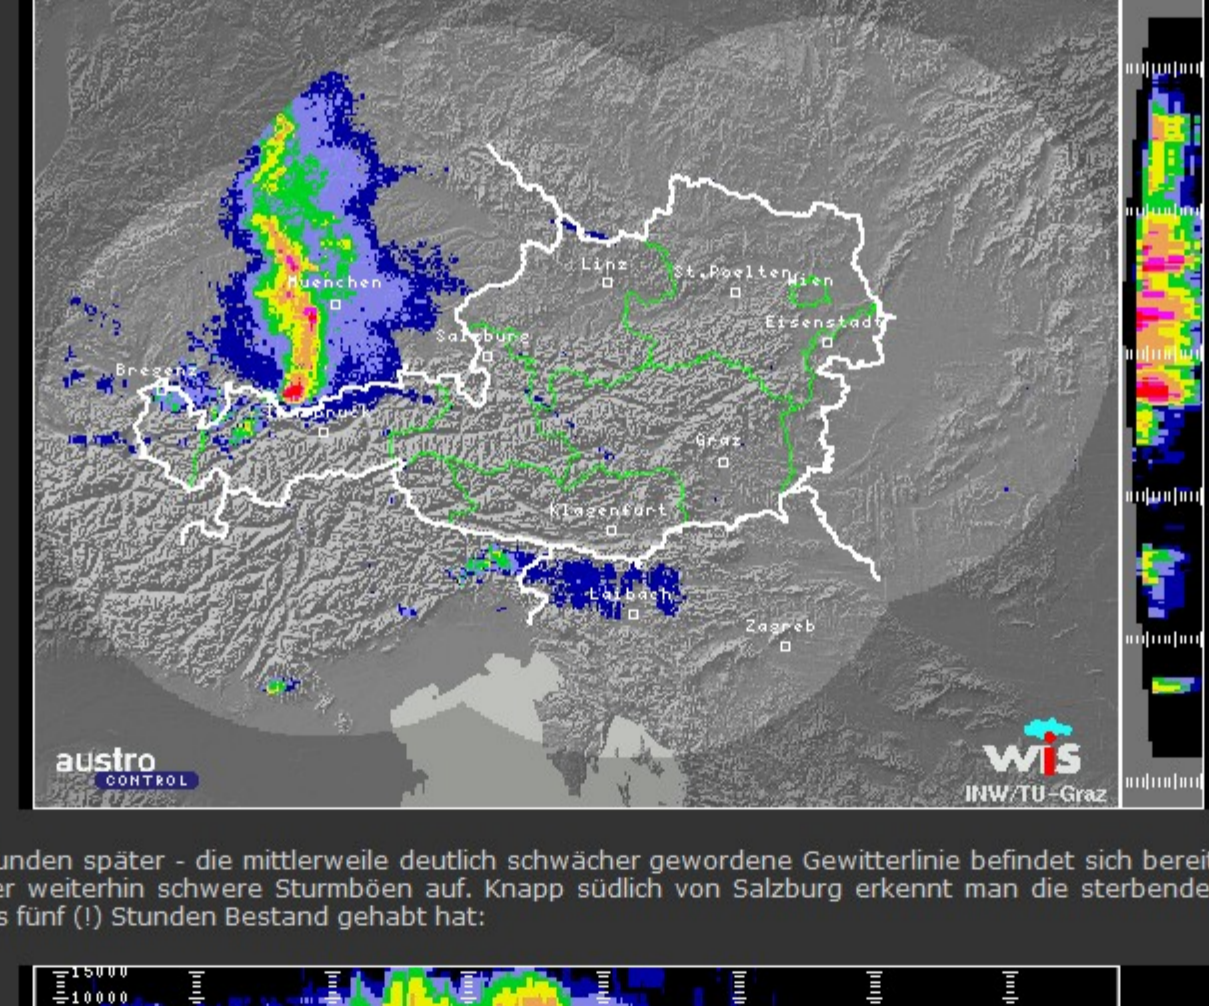 Linz
St.Poelten
Wien
Muenchen
Eisenstadt
Salzburg
Bregenz
Innsbruck
Graz
Klagenfurt
Laibach
Zagreb
austro
CONTROL
WIS
INW/TU-Graz
unden später - die mittlerweile deutlich schwächer gewordene Gewitterlinie befindet sich bereit
er weiterhin schwere Sturmböen auf. Knapp südlich von Salzburg erkennt man die sterbende
s fünf (!) Stunden Bestand gehabt hat:
15000
10000